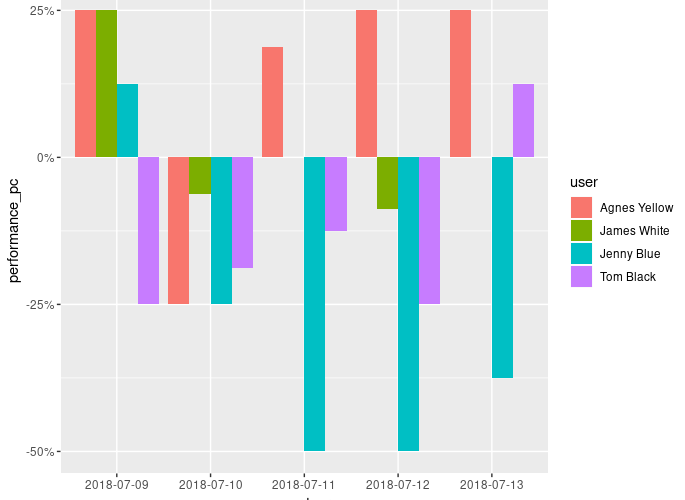 25%
0%
-25%
-50%
performance_pc
2018-07-09 2018-07-10 2018-07-11 2018-07-12 2018-07-13
user
Agnes Yellow
James White
Jenny Blue
Tom Black